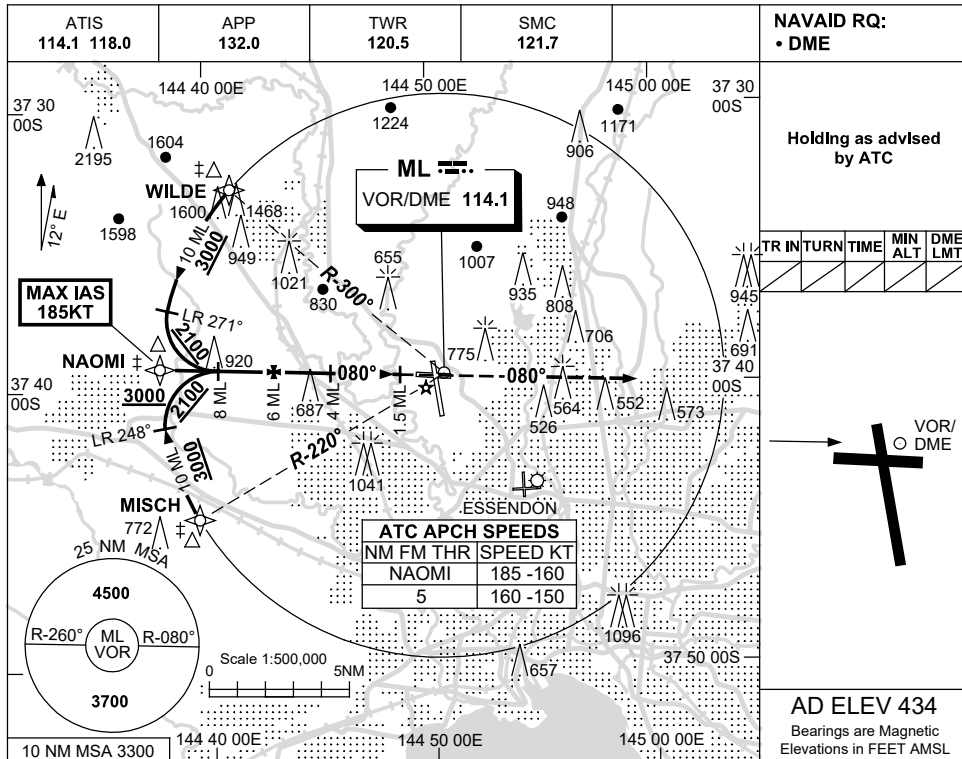 ATIS
114.1 118.0
APP
132.0
TWR
120.5
SMC
121.7
NAVAID RQ:
• DME
37 30
00S
144 40 00E
144 50 00E
145 00 00E
37 30
00S
Holding as advised
by ATC
TR IN TURN TIME MIN ALT DME LMT
2195
1604
1224
1171
906
WILDE
ML
VOR/DME 114.1
12° E
1598
1600
1468
949
10 ML
3000
1021
R-300°
830
655
1007
948
935
808
706
945
691
MAX IAS
185KT
LR 271°
2100
NAOMI
920
775
37 40
00S
3000
2100
8 ML
6 ML
687
4 ML
080°
1.5 ML
080°
526
564
552
573
37 40
00S
LR 248°
10 ML
3000
R-220°
1041
VOR/
DME
MISCH
772
ESSENDON
ATC APCH SPEEDS
NM FM THR SPEED KT
NAOMI 185 -160
5 160 -150
25 NM MSA
4500
R-260°
ML
VOR
R-080°
3700
Scale 1:500,000
0 5NM
1096
657
37 50 00S
10 NM MSA 3300
144 40 00E
144 50 00E
145 00 00E
AD ELEV 434
Bearings are Magnetic
Elevations in FEET AMSL